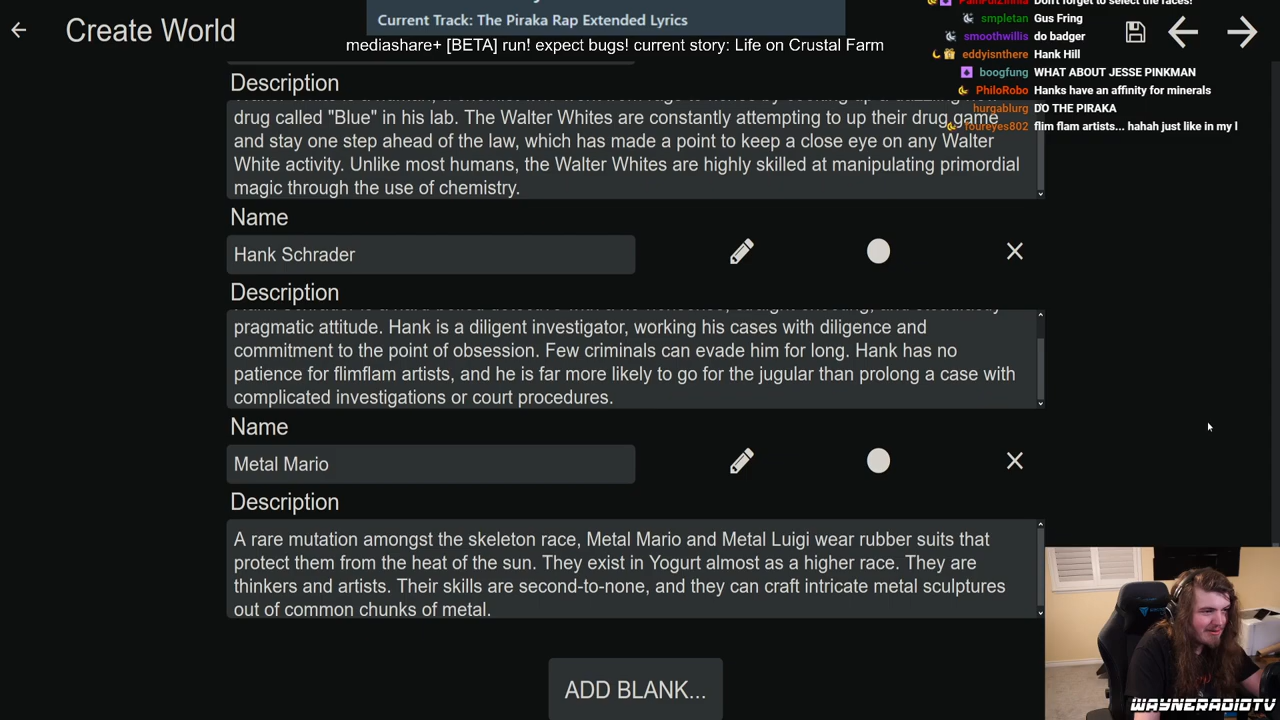 Create World
Current Track: The Piraka Rap Extended Lyrics
mediashare+ [BETA] run! expect bugs! current story: Life on Crustal Farm
Description
drug called "Blue" in his lab. The Walter Whites are constantly attempting to up their drug game
and stay one step ahead of the law, which has made a point to keep a close eye on any Walter
White activity. Unlike most humans, the Walter Whites are highly skilled at manipulating primordial
magic through the use of chemistry.
Name
Hank Schrader
Description
pragmatic attitude. Hank is a diligent investigator, working his cases with diligence and
commitment to the point of obsession. Few criminals can evade him for long. Hank has no
patience for flimflam artists, and he is far more likely to go for the jugular than prolong a case with
complicated investigations or court procedures.
Name
Metal Mario
Description
A rare mutation amongst the skeleton race, Metal Mario and Metal Luigi wear rubber suits that
protect them from the heat of the sun. They exist in Yogurt almost as a higher race. They are
thinkers and artists. Their skills are second-to-none, and they can craft intricate metal sculptures
out of common chunks of metal.
ADD BLANK...
PainFulZinnia Don't forget to select the races!
smpletan Gus Fring
smoothwillis do badger
eddyisnthere Hank Hill
boogfung WHAT ABOUT JESSE PINKMAN
PhiloRobo Hanks have an affinity for minerals
hurgablurg DO THE PIRAKA
foureyes802 flim flam artists... hahah just like in my l
WAYNERADIOTV